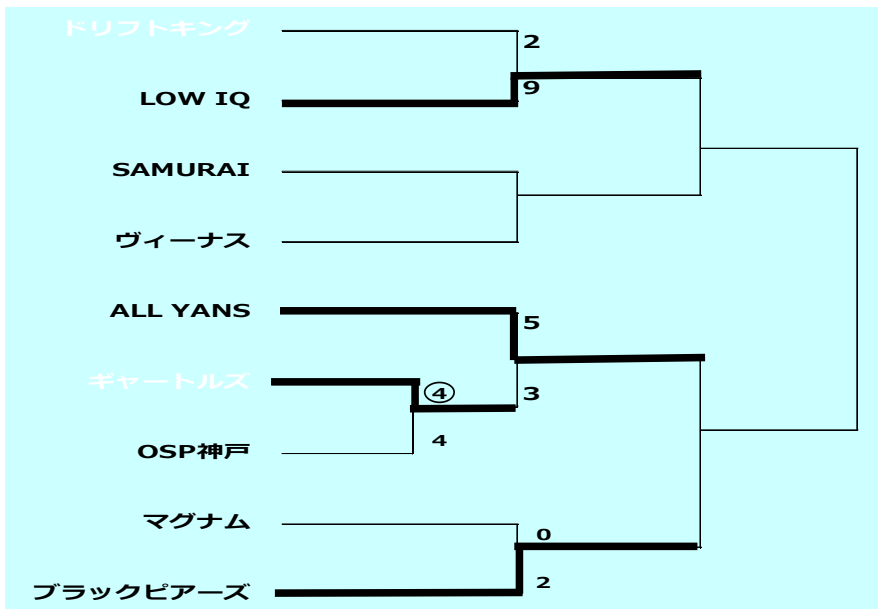 ドリフトキング
2
9
LOW IQ
SAMURAI
ヴィーナス
ALL YANS
5
ギャートルズ
④
3
4
OSP神戸
マグナム
0
2
ブラックピアーズ